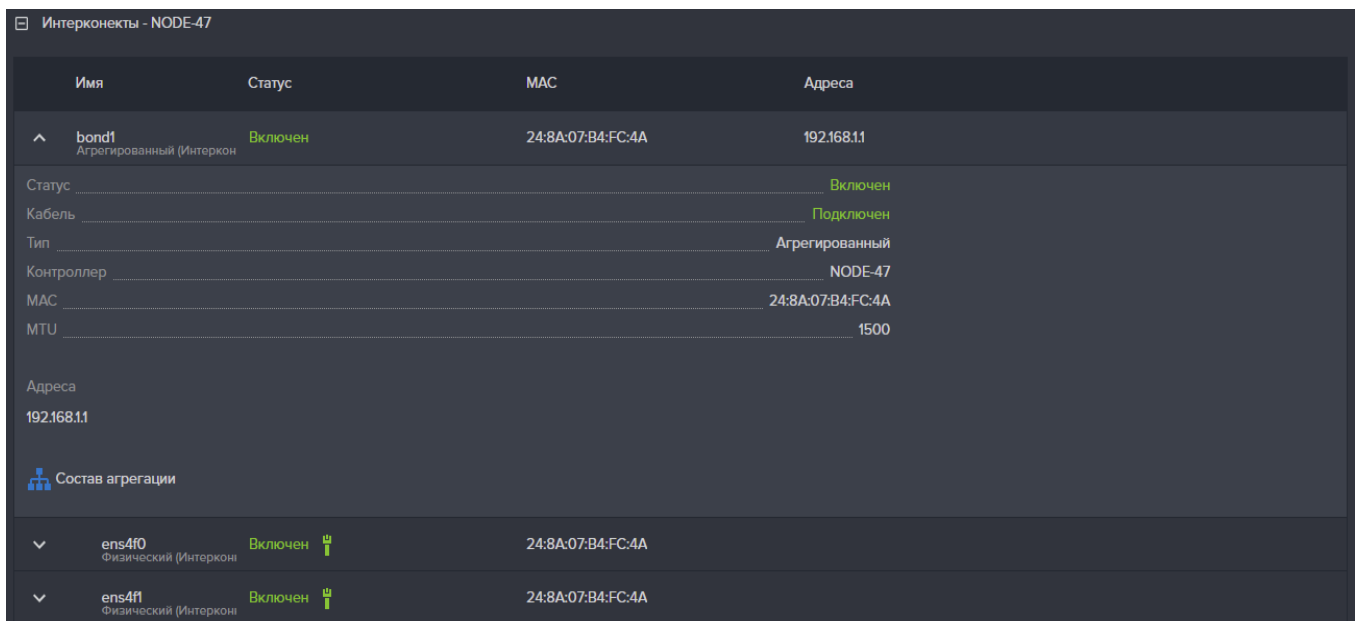 Интерконекты - NODE-47
Имя Статус MAC Адреса
bond1 Включен 24:8A:07:B4:FC:4A 192.168.1.1
Агрегированный (Интеркон
Статус Включен
Кабель Подключен
Тип Агрегированный
Контроллер NODE-47
MAC 24:8A:07:B4:FC:4A
MTU 1500
Адреса
192.168.1.1
Состав агрегации
ens4f0 Включен 24:8A:07:B4:FC:4A
Физический (Интеркон
ens4f1 Включен 24:8A:07:B4:FC:4A
Физический (Интеркон